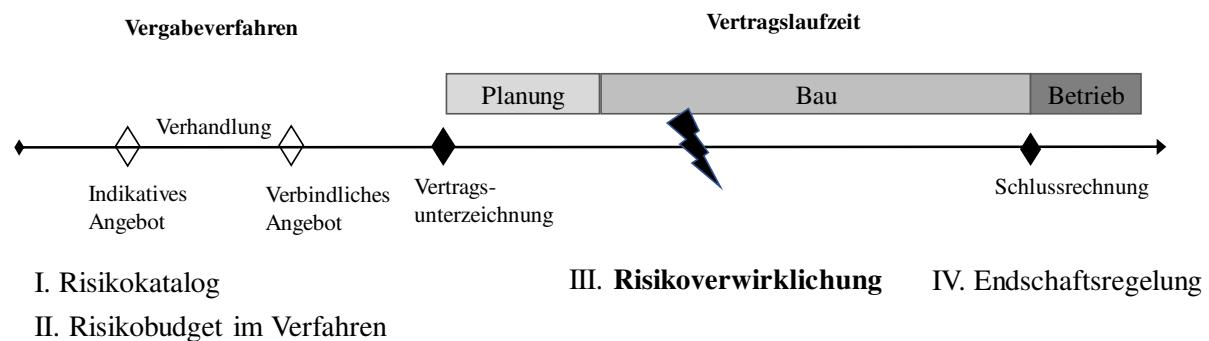 Vergabeverfahren
Vertragslaufzeit
Planung
Bau
Betrieb
Verhandlung
Indikatives
Angebot
Verbindliches
Angebot
Vertrags-
unterzeichnung
Schlussrechnung
I. Risikokatalog
II. Risikobudget im Verfahren
III. Risikoverwirklichung
IV. Endschaftsregelung